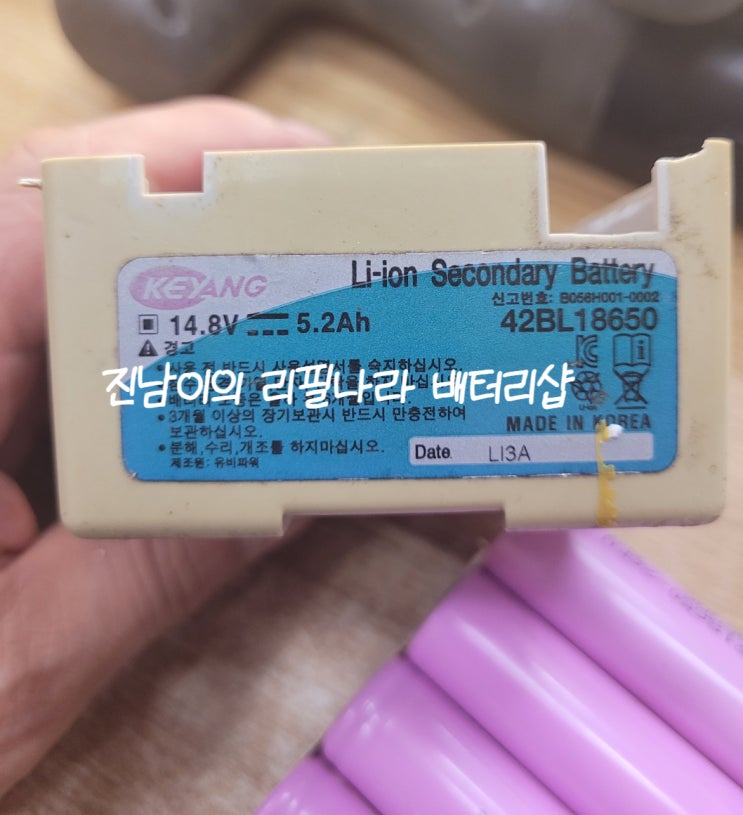 KEYANG
Li-ion Secondary Battery
신고번호: B056H001-0002
14.8V 5.2Ah
42BL18650
경고
진남이의 리필나라 배터리샵
• 3개월 이상의 장기보관시 반드시 만충전하여
보관하십시오.
• 분해,수리,개조를 하지마십시오.
제조원: 유비파워
MADE IN KOREA
Date. LI3A